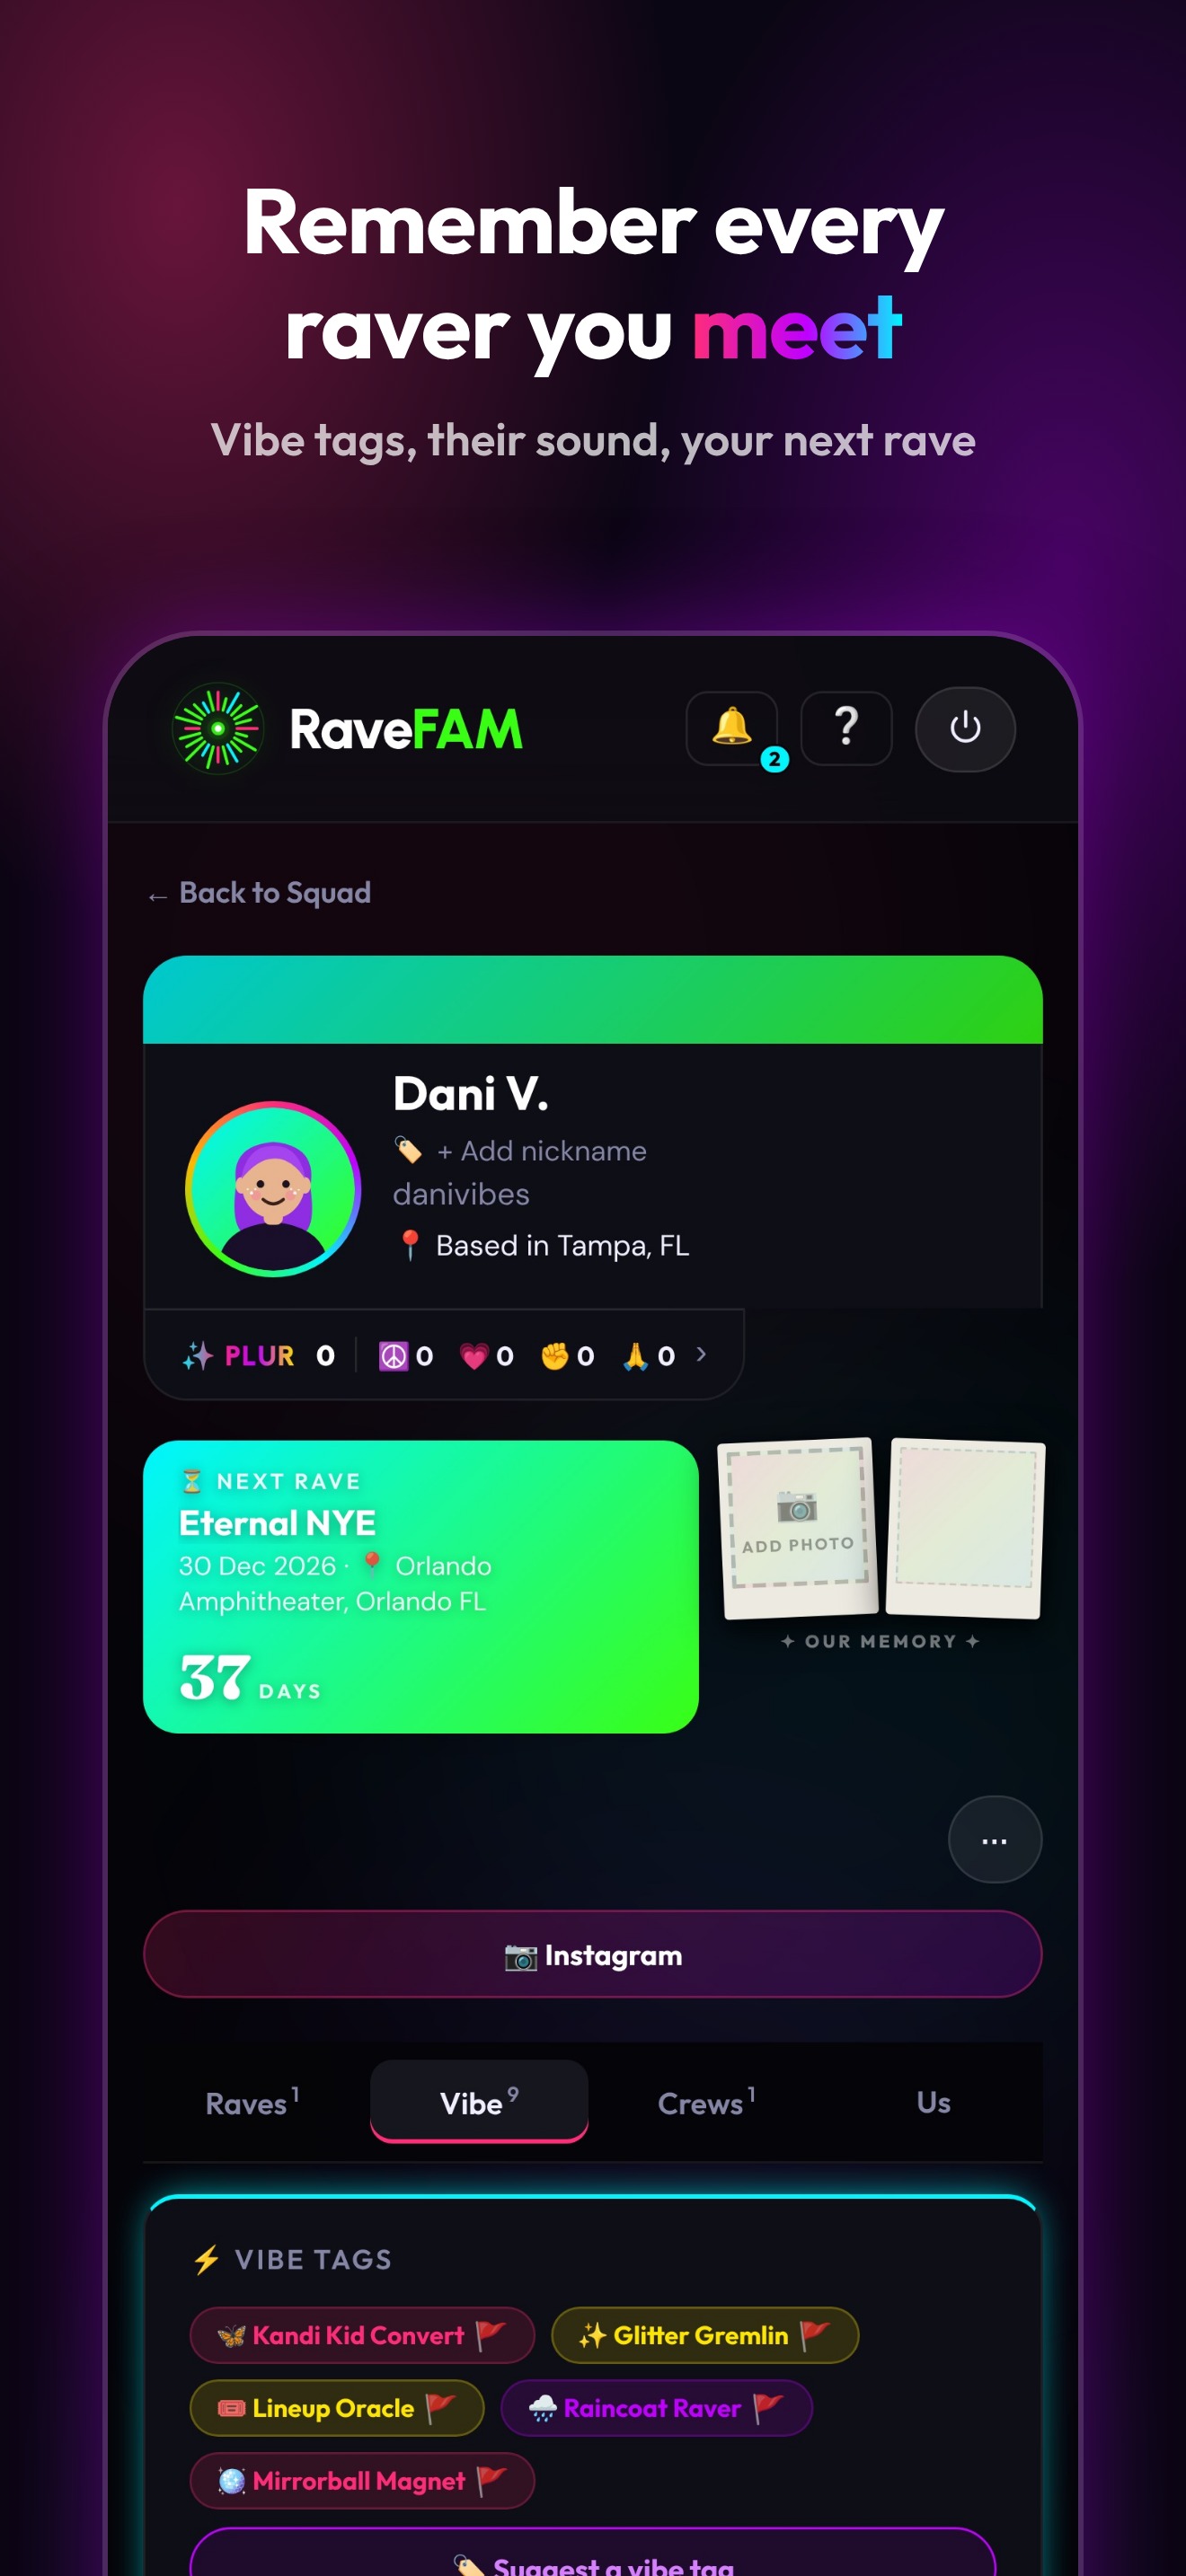 Remember every
raver you meet
Vibe tags, their sound, your next rave
RaveFAM
2
← Back to Squad
Dani V.
+ Add nickname
danivibes
Based in Tampa, FL
PLUR 0 0 0 0 0 ›
NEXT RAVE
Eternal NYE
30 Dec 2026 · Orlando
Amphitheater, Orlando FL
37 DAYS
ADD PHOTO
✦ OUR MEMORY ✦
...
Instagram
Raves 1
Vibe 9
Crews 1
Us
VIBE TAGS
Kandi Kid Convert
Glitter Gremlin
Lineup Oracle
Raincoat Raver
Mirrorball Magnet
Suggest a vibe tag